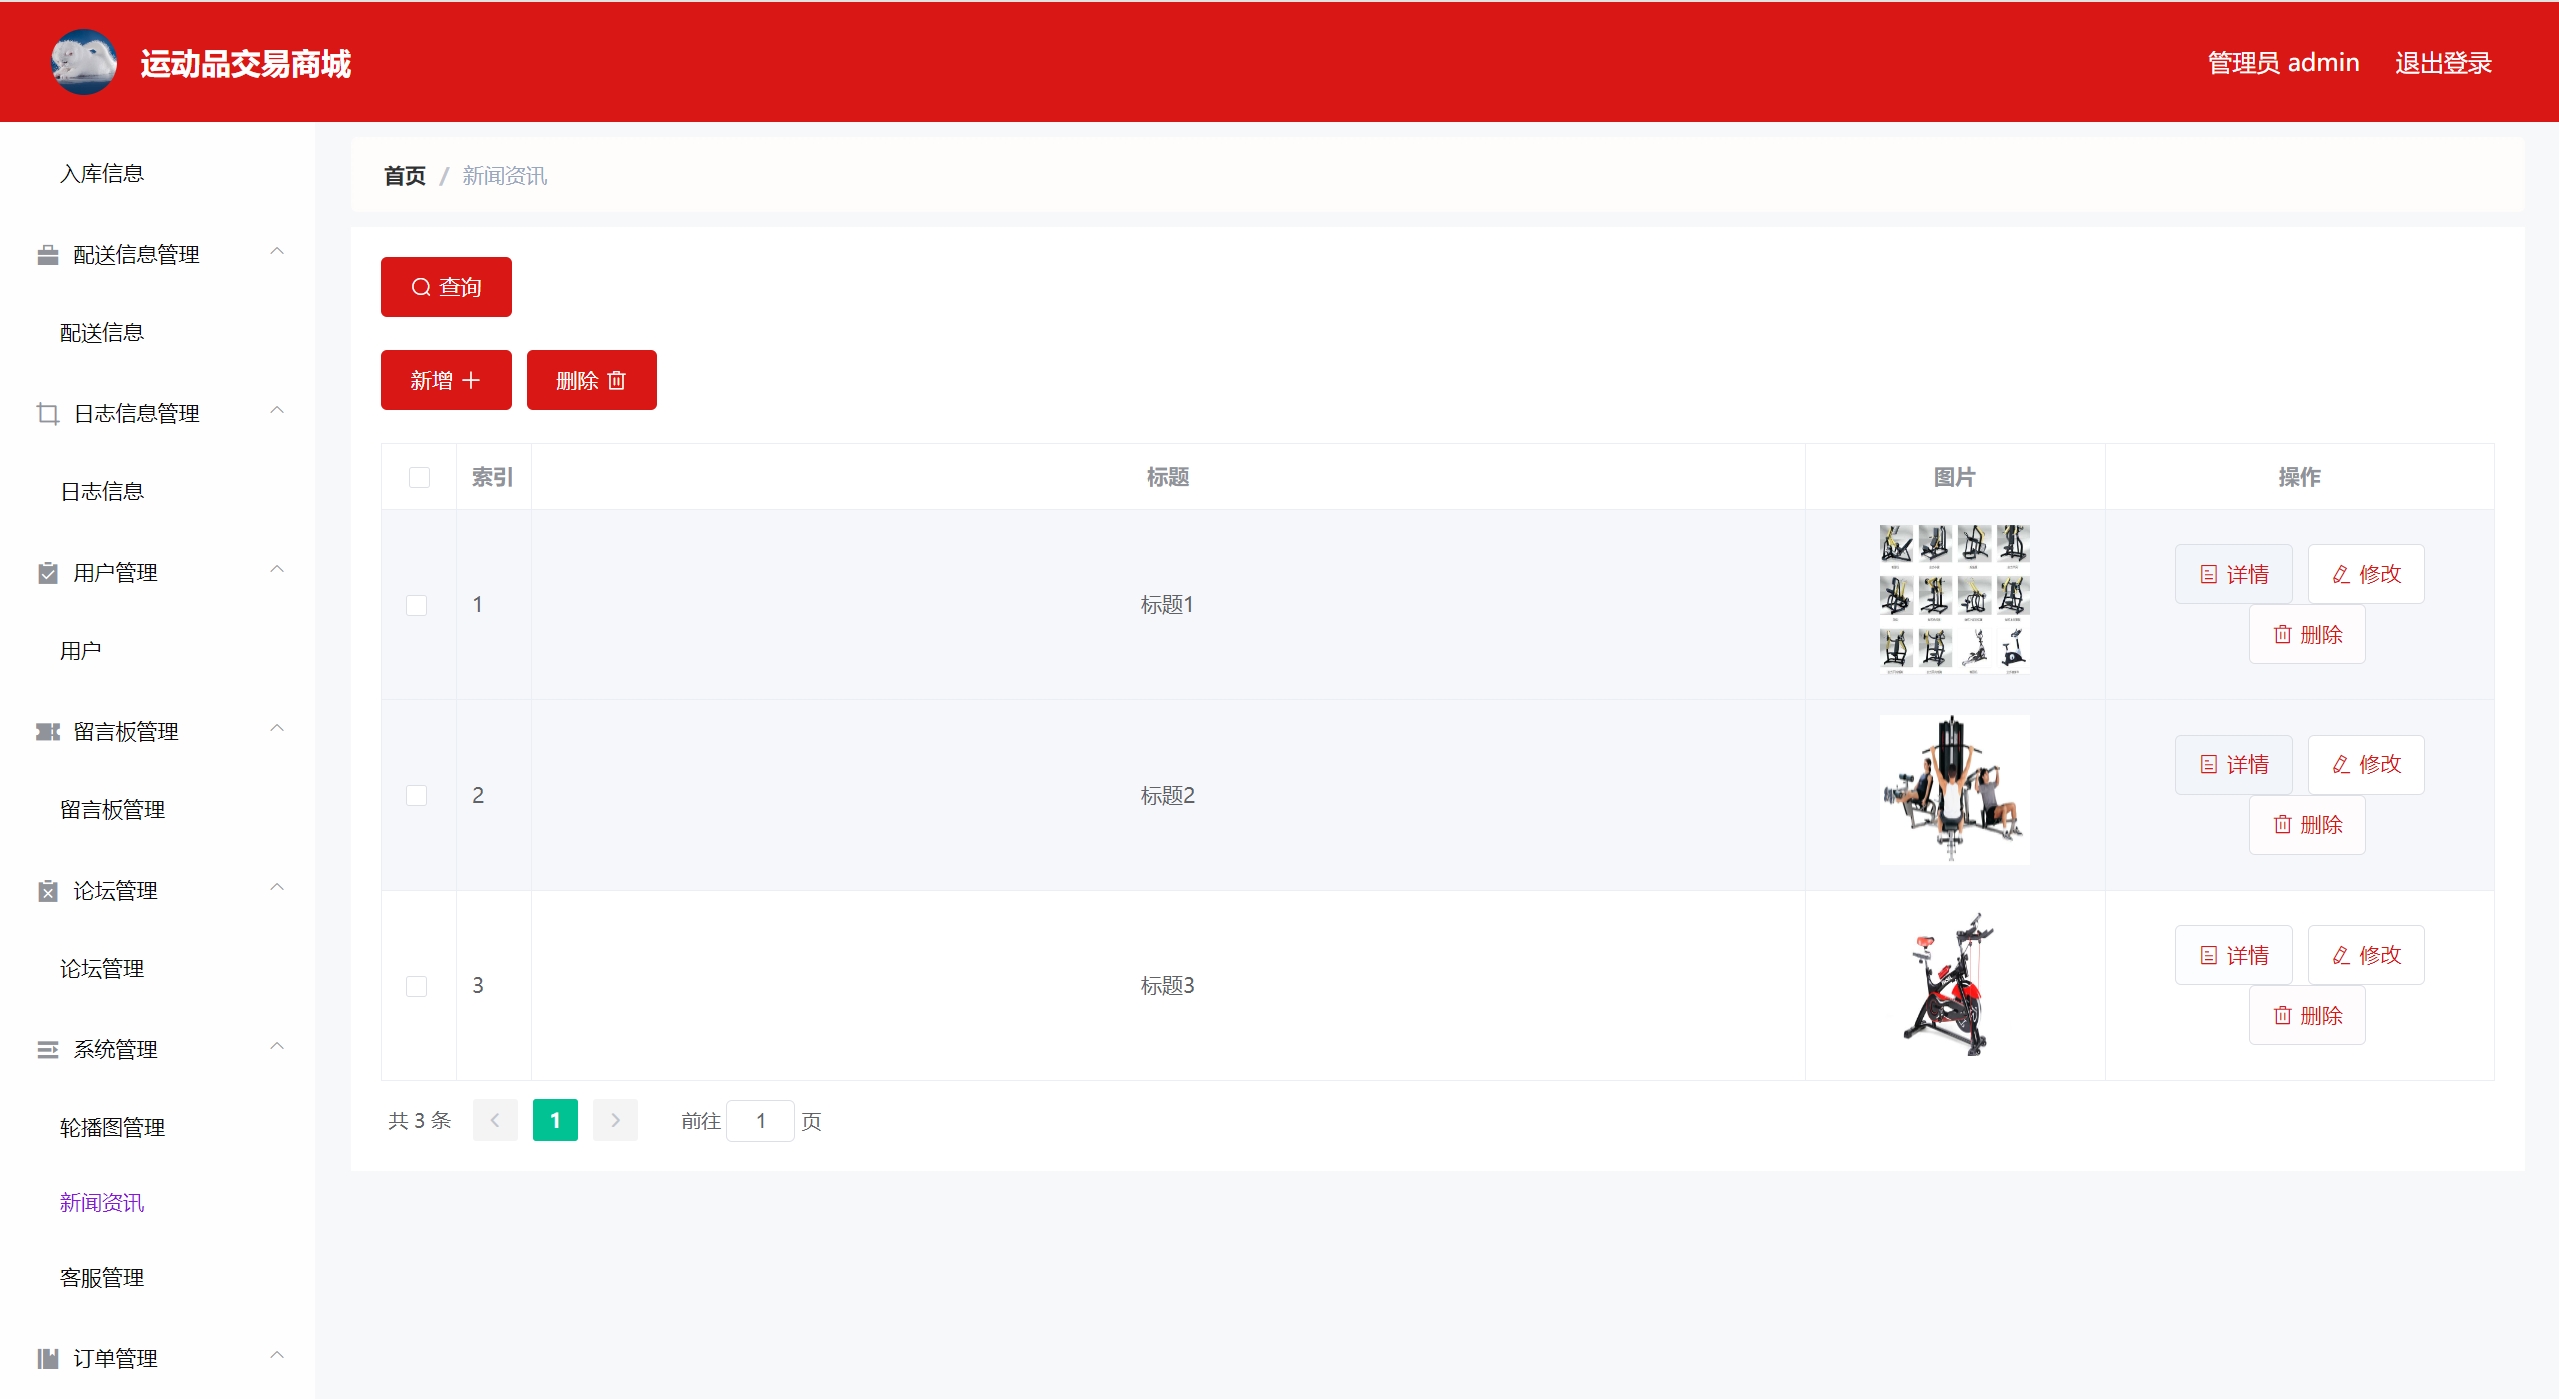 运动品交易商城
管理员 admin 退出登录
入库信息
配送信息管理
配送信息
日志信息管理
日志信息
用户管理
用户
留言板管理
留言板管理
论坛管理
论坛管理
系统管理
轮播图管理
新闻资讯
客服管理
订单管理
首页 / 新闻资讯
查询
新增 删除
索引 标题 图片 操作
1 标题1 详情 修改
删除
2 标题2 详情 修改
删除
3 标题3 详情 修改
删除
共 3 条 1 前往 1 页